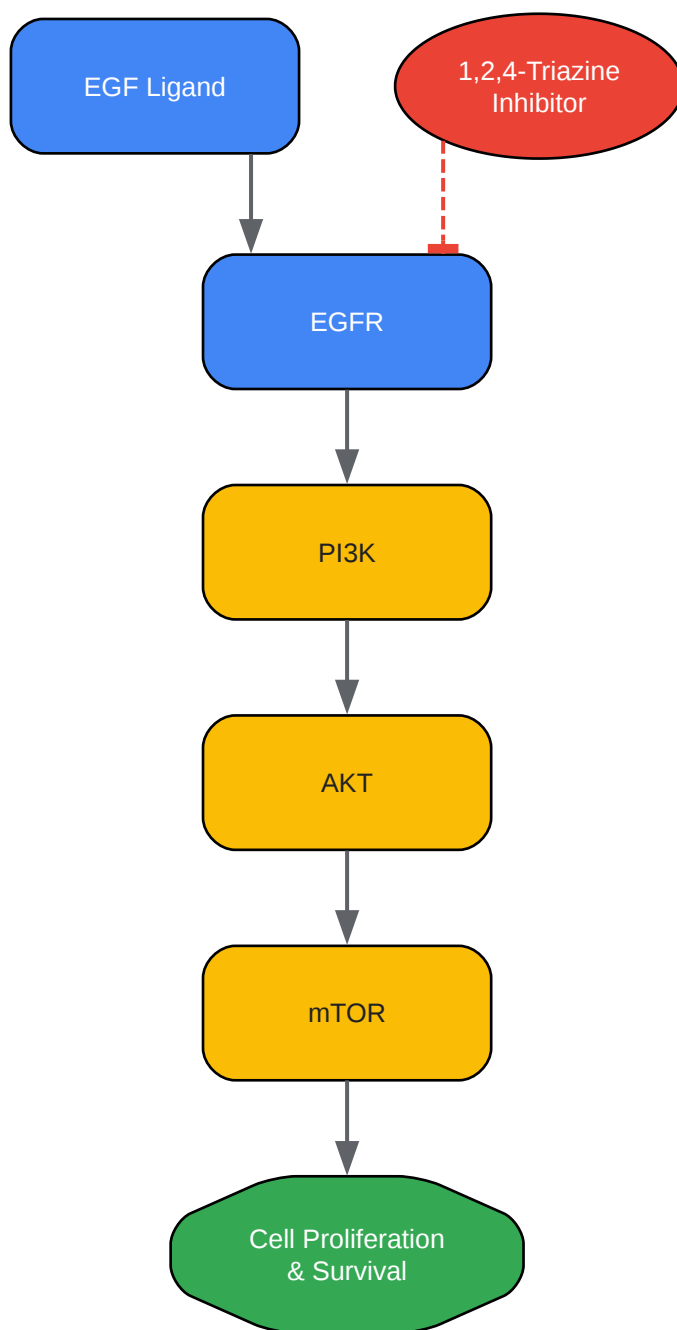 EGF Ligand
1,2,4-Triazine
Inhibitor
EGFR
PI3K
AKT
mTOR
Cell Proliferation
& Survival